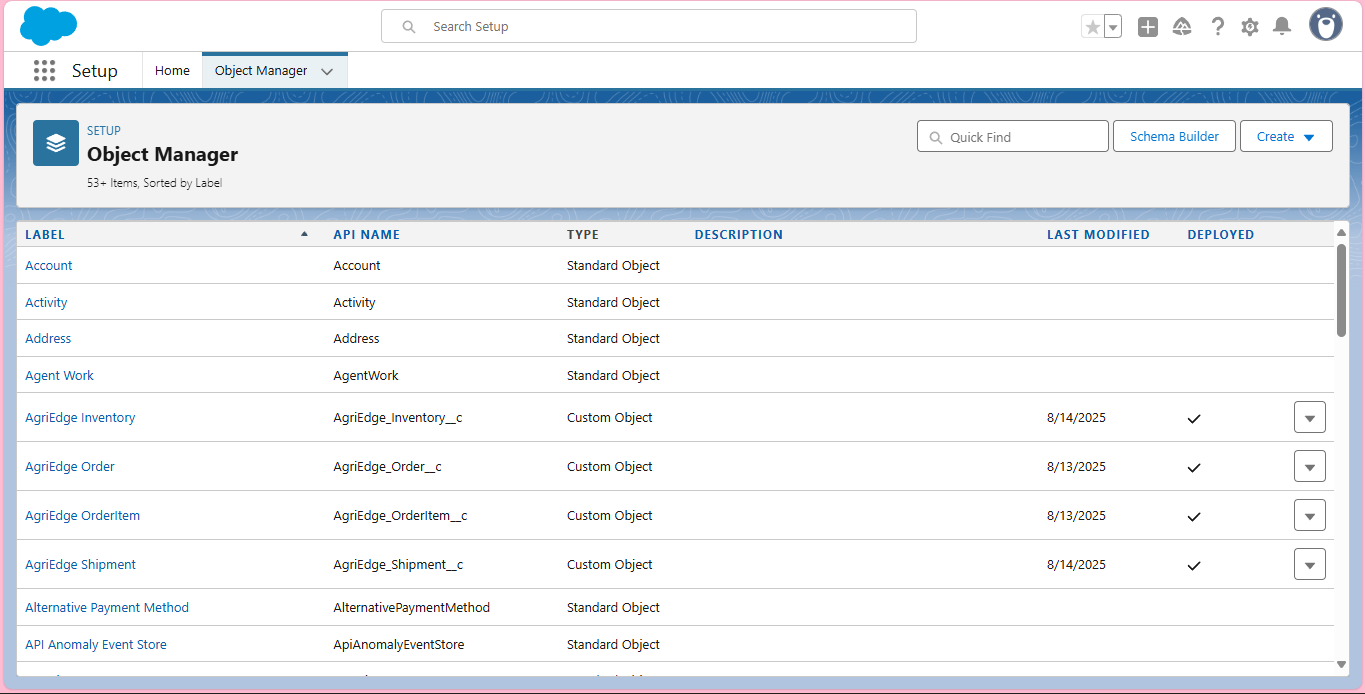 Search Setup
Setup Home Object Manager
SETUP
Object Manager
53+ Items, Sorted by Label
Quick Find Schema Builder Create
LABEL API NAME TYPE DESCRIPTION LAST MODIFIED DEPLOYED
Account Account Standard Object
Activity Activity Standard Object
Address Address Standard Object
Agent Work AgentWork Standard Object
AgriEdge Inventory AgriEdge_Inventory__c Custom Object 8/14/2025
AgriEdge Order AgriEdge_Order__c Custom Object 8/13/2025
AgriEdge OrderItem AgriEdge_OrderItem__c Custom Object 8/13/2025
AgriEdge Shipment AgriEdge_Shipment__c Custom Object 8/14/2025
Alternative Payment Method AlternativePaymentMethod Standard Object
API Anomaly Event Store ApiAnomalyEventStore Standard Object